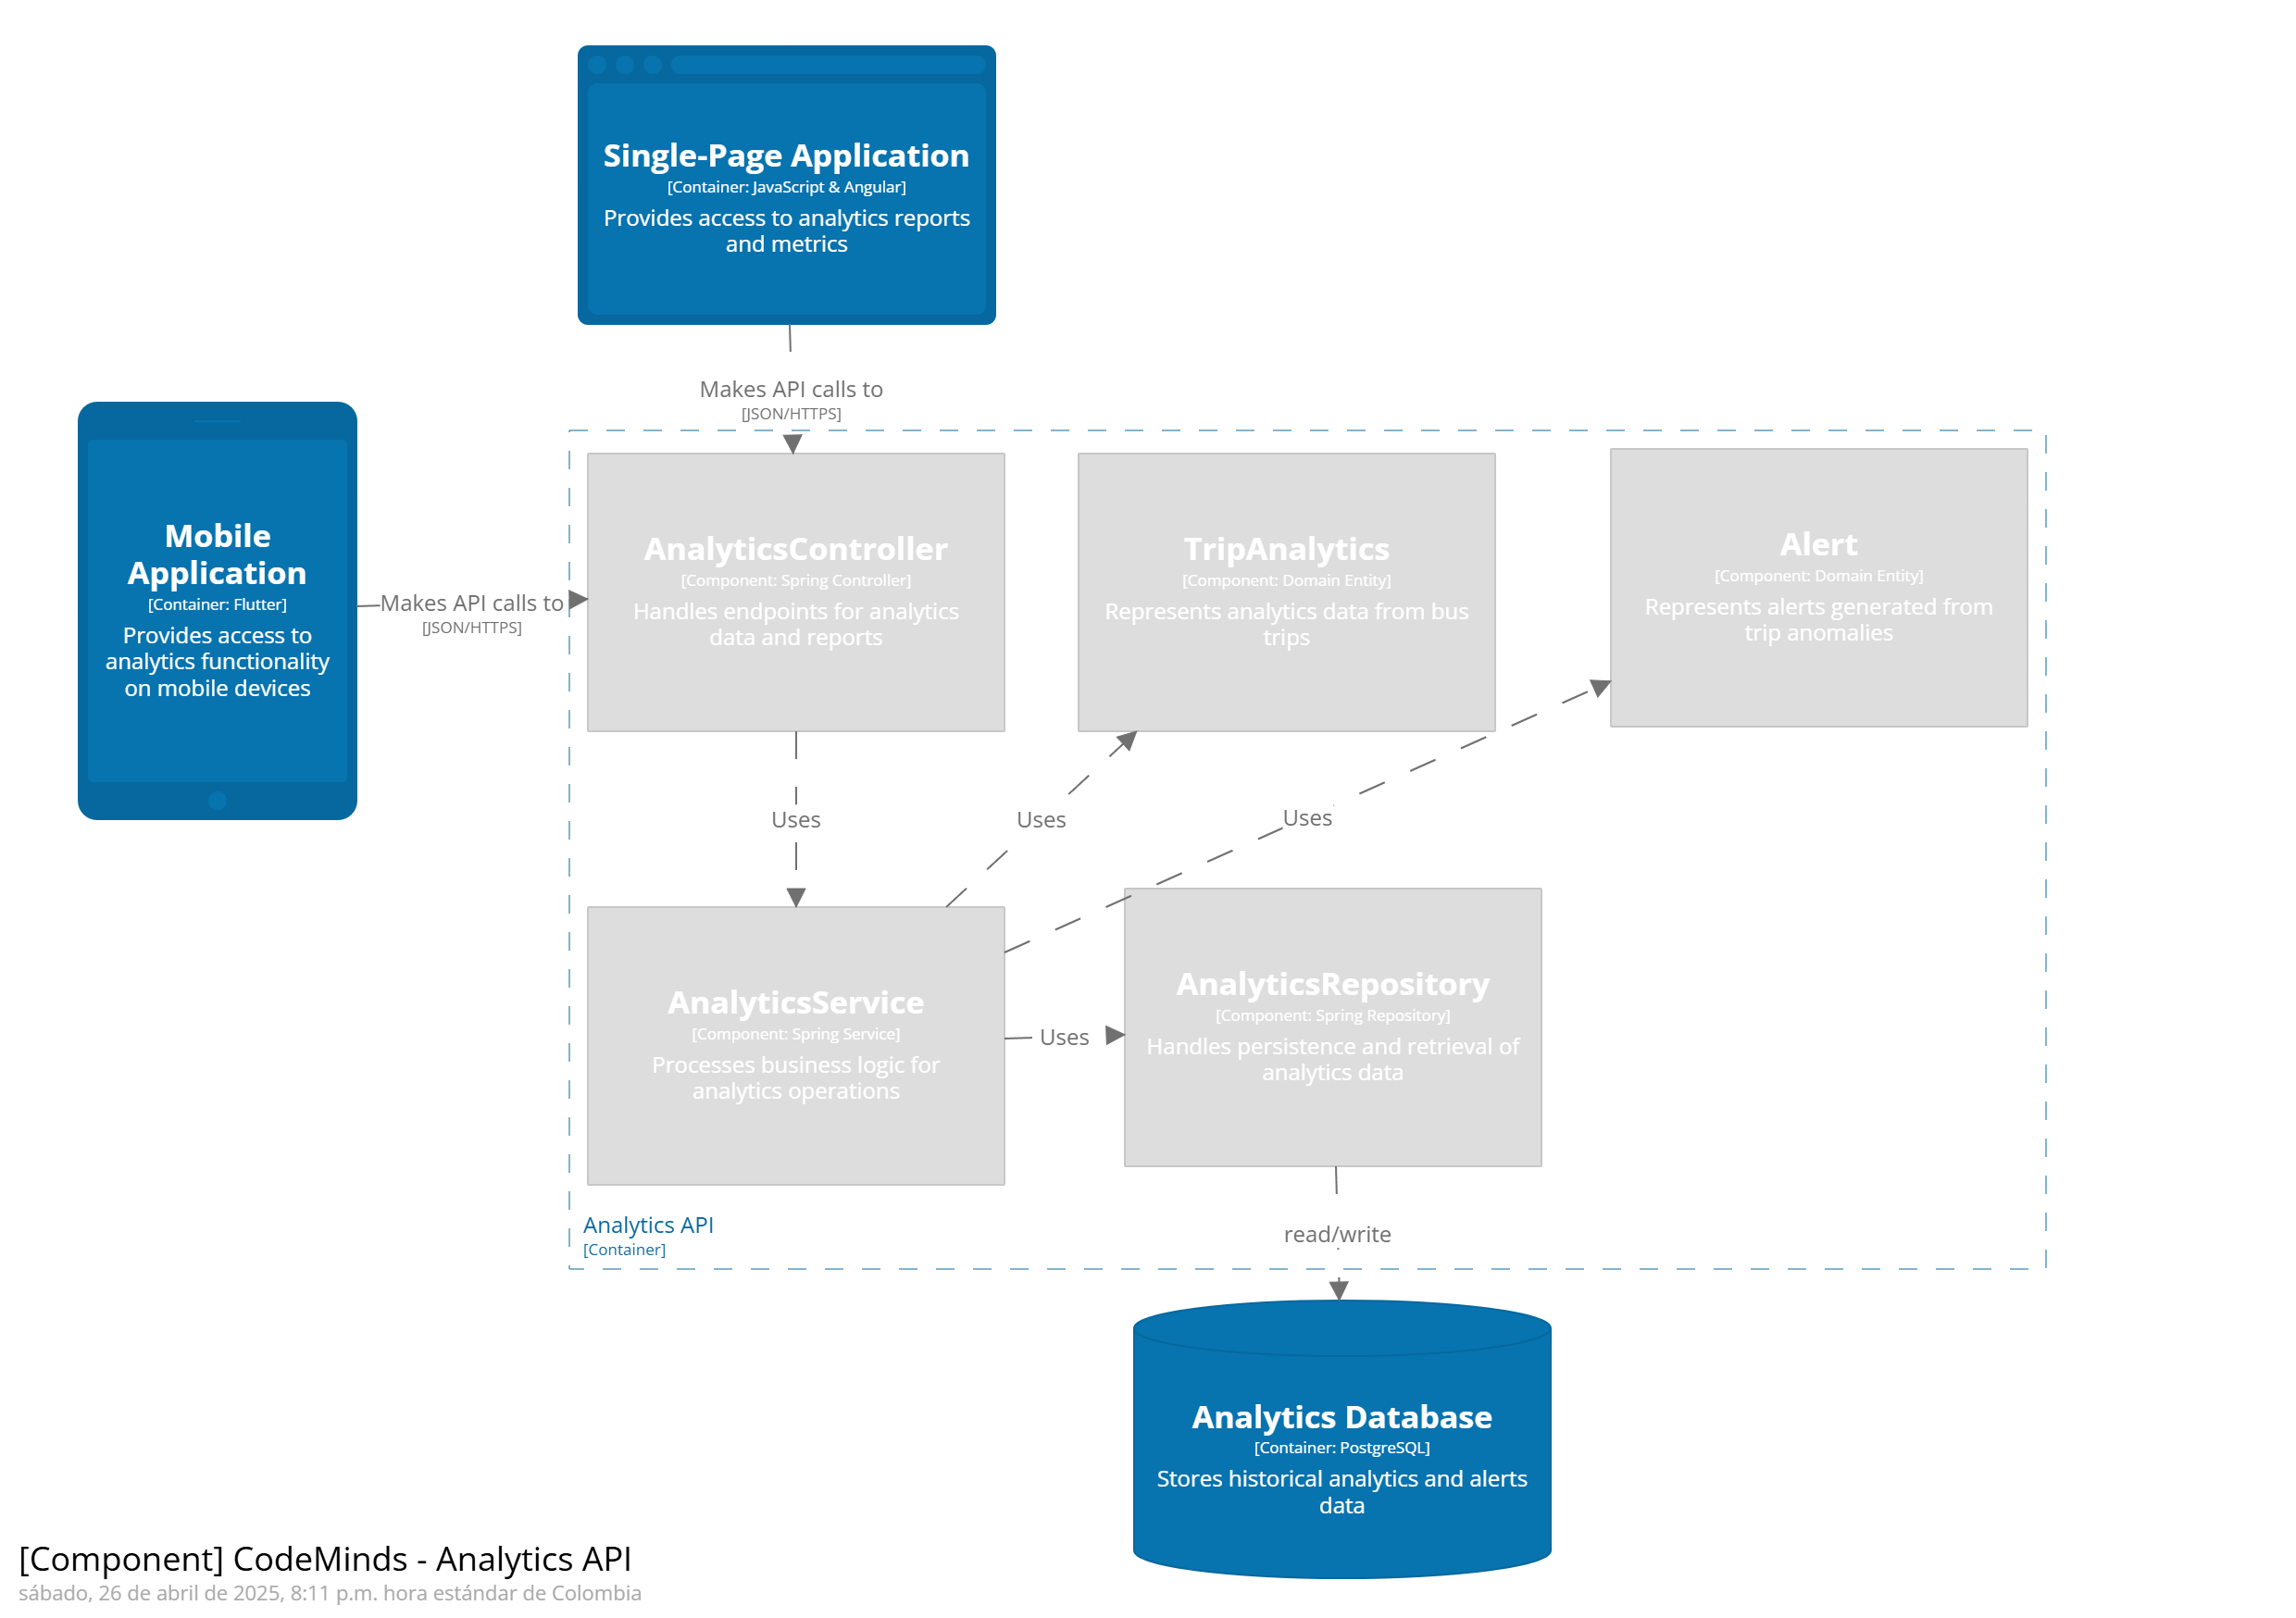 Single-Page Application
[Container: JavaScript & Angular]
Provides access to analytics reports
and metrics
Makes API calls to
[JSON/HTTPS]
Mobile
Application
[Container: Flutter]
Provides access to
analytics functionality
on mobile devices
Makes API calls to
[JSON/HTTPS]
AnalyticsController
[Component: Spring Controller]
Handles endpoints for analytics
data and reports
TripAnalytics
[Component: Domain Entity]
Represents analytics data from bus
trips
Alert
[Component: Domain Entity]
Represents alerts generated from
trip anomalies
Uses
Uses
Uses
AnalyticsService
[Component: Spring Service]
Processes business logic for
analytics operations
Uses
AnalyticsRepository
[Component: Spring Repository]
Handles persistence and retrieval of
analytics data
Analytics API
[Container]
read/write
Analytics Database
[Container: PostgreSQL]
Stores historical analytics and alerts
data
[Component] CodeMinds - Analytics API
sábado, 26 de abril de 2025, 8:11 p.m. hora estándar de Colombia